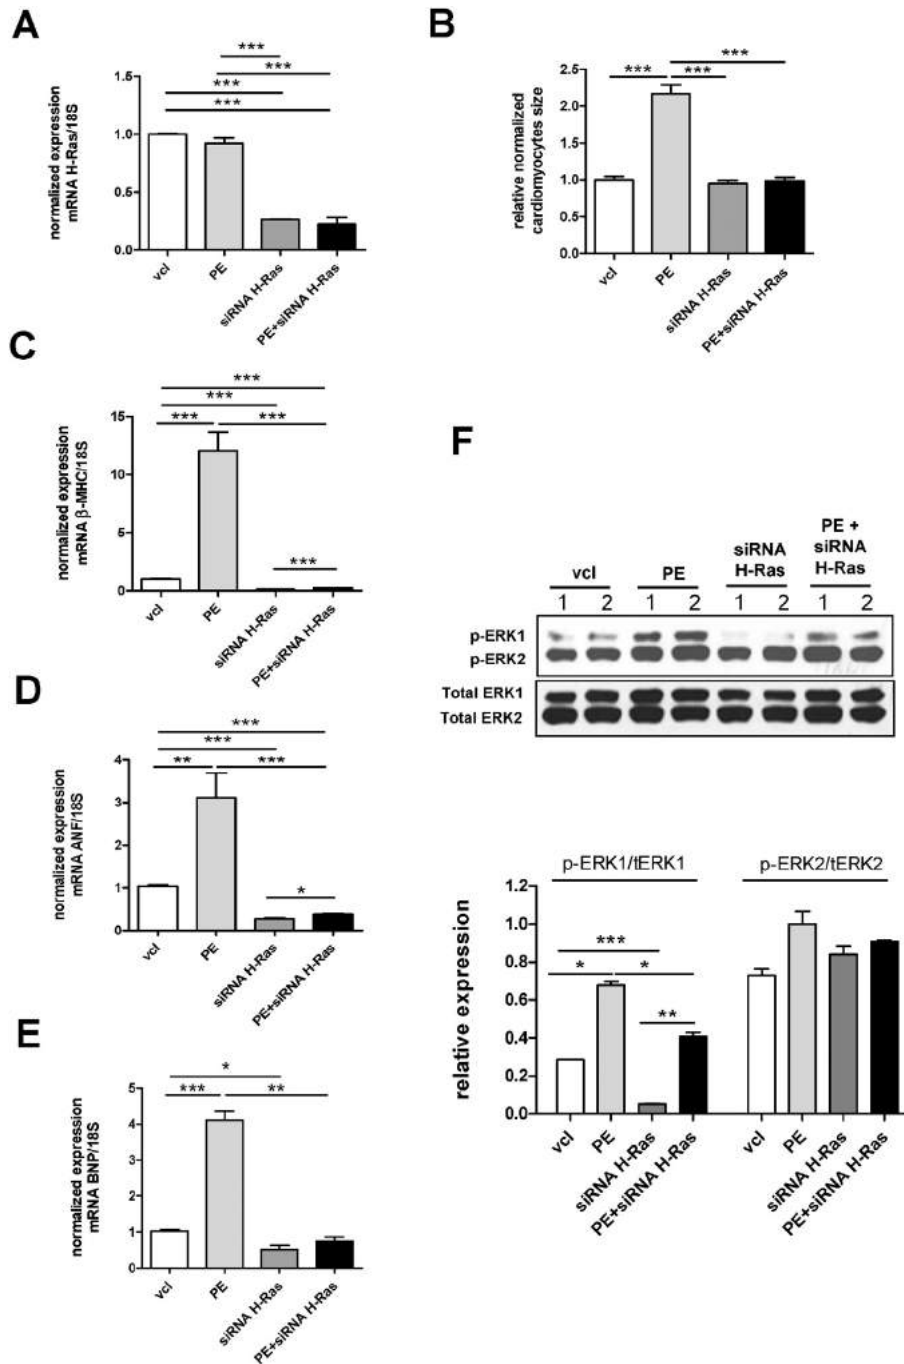 A
normalized expression
mRNA H-Ras/18S
***
***
***
***
1.5
1.0
0.5
0.0
vcl
PE
siRNA H-Ras
PE+siRNA H-Ras
B
relative normalized
cardiomyocytes size
***
*** ***
2.5
2.0
1.5
1.0
0.5
0.0
vcl
PE
siRNA H-Ras
PE+siRNA H-Ras
C
normalized expression
mRNA β-MHC/18S
***
***
*** ***
***
15
10
5
0
vcl
PE
siRNA H-Ras
PE+siRNA H-Ras
D
normalized expression
mRNA ANF/18S
***
***
** ***
*
4
3
2
1
0
vcl
PE
siRNA H-Ras
PE+siRNA H-Ras
E
normalized expression
mRNA BNP/18S
*
*** **
5
4
3
2
1
0
vcl
PE
siRNA H-Ras
PE+siRNA H-Ras
F
vcl
PE
siRNA
H-Ras
PE +
siRNA
H-Ras
1 2 1 2 1 2 1 2
p-ERK1
p-ERK2
Total ERK1
Total ERK2
p-ERK1/tERK1 p-ERK2/tERK2
relative expression
1.2
1.0
0.8
0.6
0.4
0.2
0.0
***
* *
**
vcl
PE
siRNA H-Ras
PE+siRNA H-Ras
vcl
PE
siRNA H-Ras
PE+siRNA H-Ras